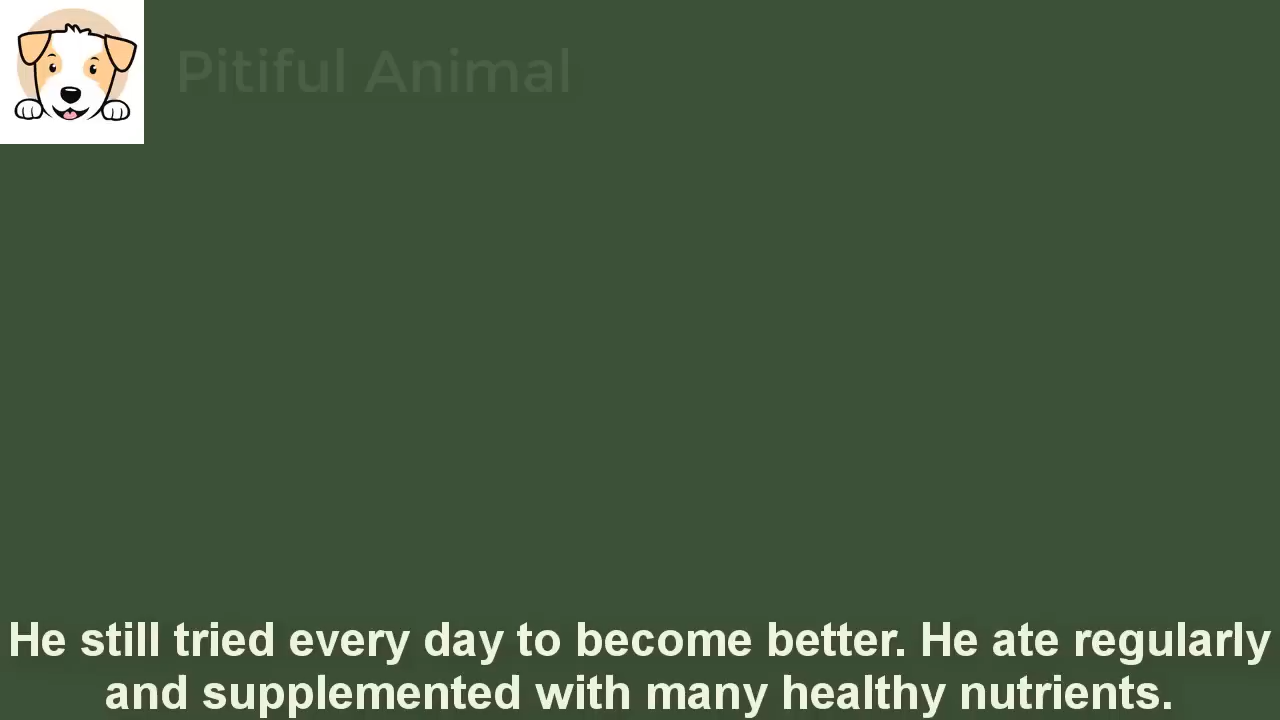 Pitiful Animal
He still tried every day to become better. He ate regularly
and supplemented with many healthy nutrients.